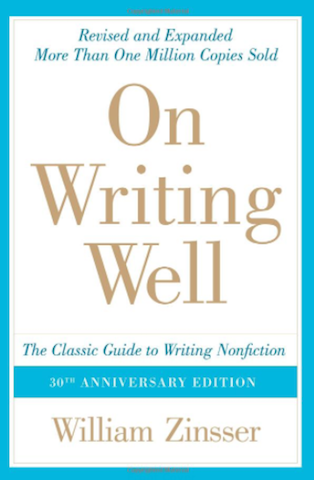 Revised and Expanded
More Than One Million Copies Sold
On
Writing
Well
The Classic Guide to Writing Nonfiction
30TH ANNIVERSARY EDITION
William Zinsser